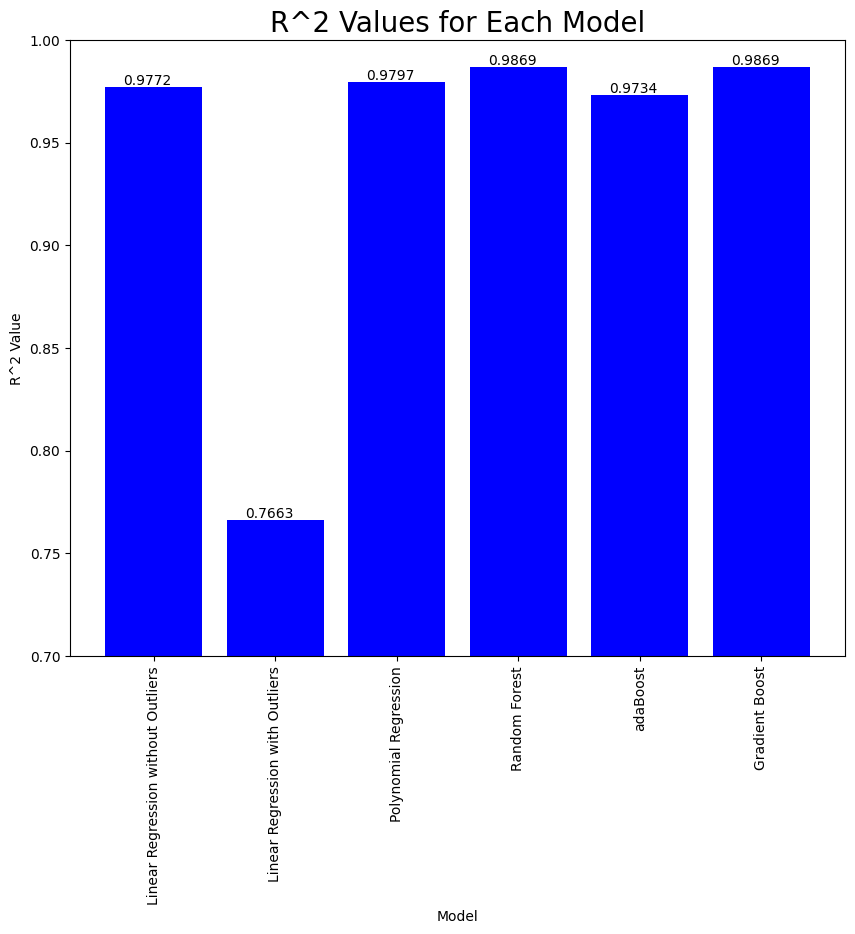 R^2 Values for Each Model
1.00
0.95
0.90
0.85
0.80
0.75
0.70
R^2 Value
0.9772
0.7663
0.9797
0.9869
0.9734
0.9869
Linear Regression without Outliers
Linear Regression with Outliers
Polynomial Regression
Random Forest
adaBoost
Gradient Boost
Model